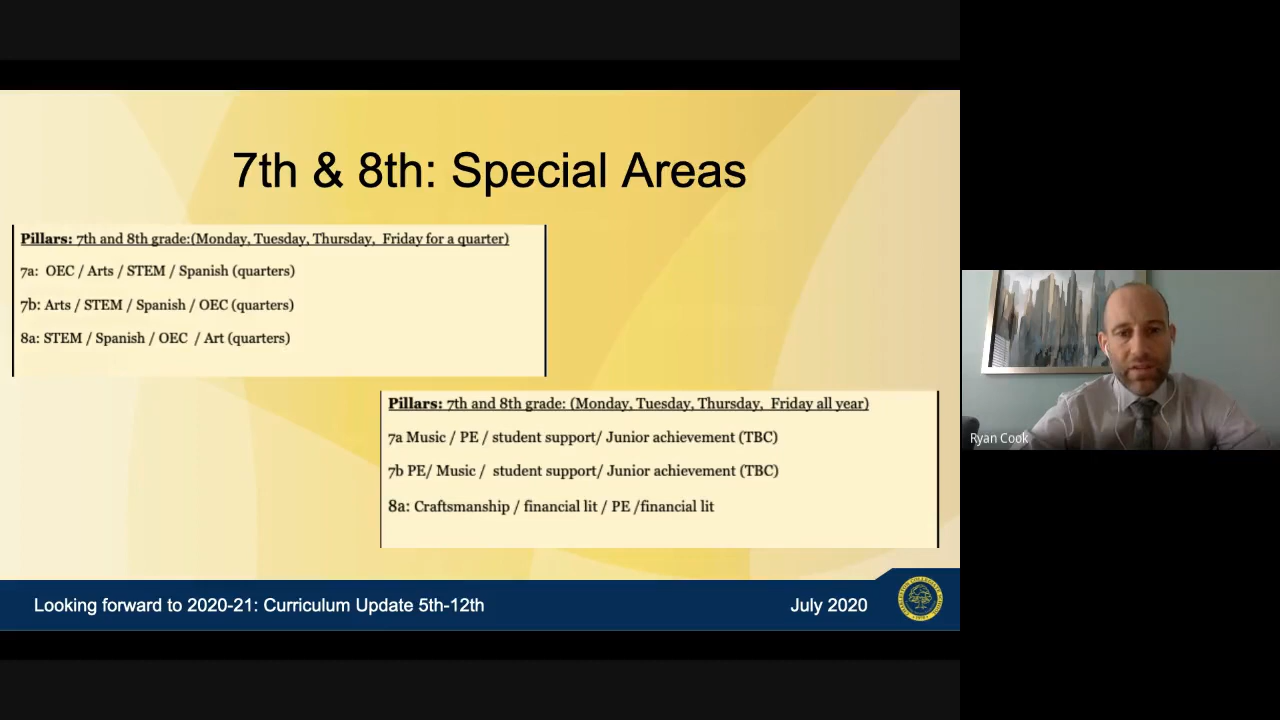 7th & 8th: Special Areas
Pillars: 7th and 8th grade:(Monday, Tuesday, Thursday, Friday for a quarter)
7a: OEC / Arts / STEM / Spanish (quarters)
7b: Arts / STEM / Spanish / OEC (quarters)
8a: STEM / Spanish / OEC / Art (quarters)
Pillars: 7th and 8th grade: (Monday, Tuesday, Thursday, Friday all year)
7a Music / PE / student support/ Junior achievement (TBC)
7b PE/ Music / student support/ Junior achievement (TBC)
8a: Craftsmanship / financial lit / PE /financial lit
Ryan Cook
Looking forward to 2020-21: Curriculum Update 5th-12th
July 2020